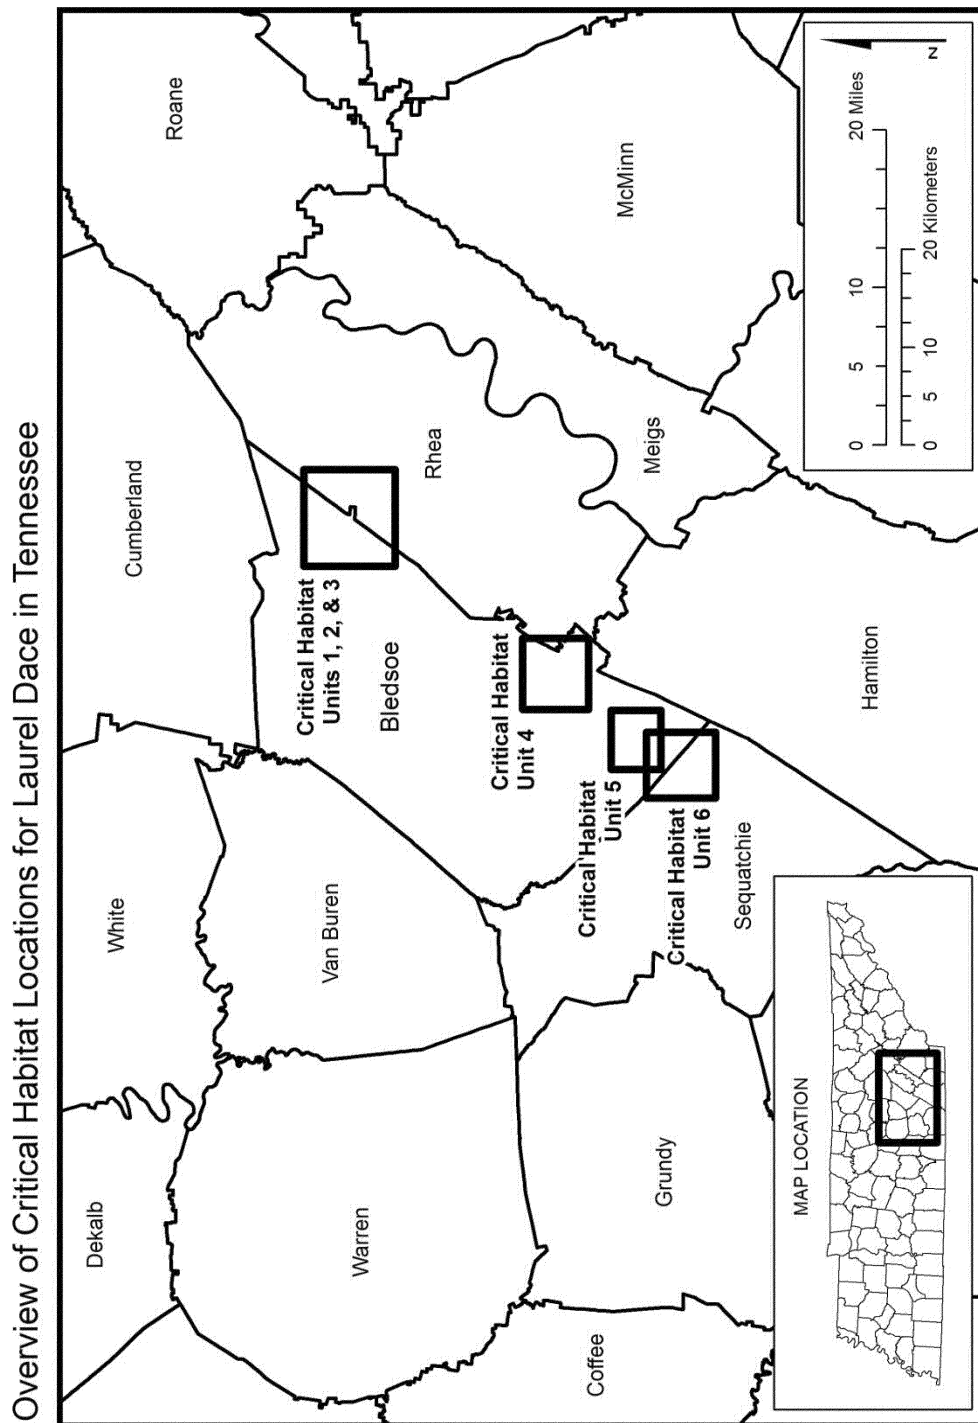 Overview of Critical Habitat Locations for Laurel Dace in Tennessee
Dekalb
White
Cumberland
Roane
Warren
Van Buren
Critical Habitat
Units 1, 2, & 3
Bledsoe
Rhea
Critical Habitat
Unit 4
Meigs
McMinn
Coffee
Grundy
Critical Habitat
Unit 5
Critical Habitat
Unit 6
Sequatchie
Hamilton
MAP LOCATION
0 5 10 20 Miles
0 5 10 20 Kilometers
N